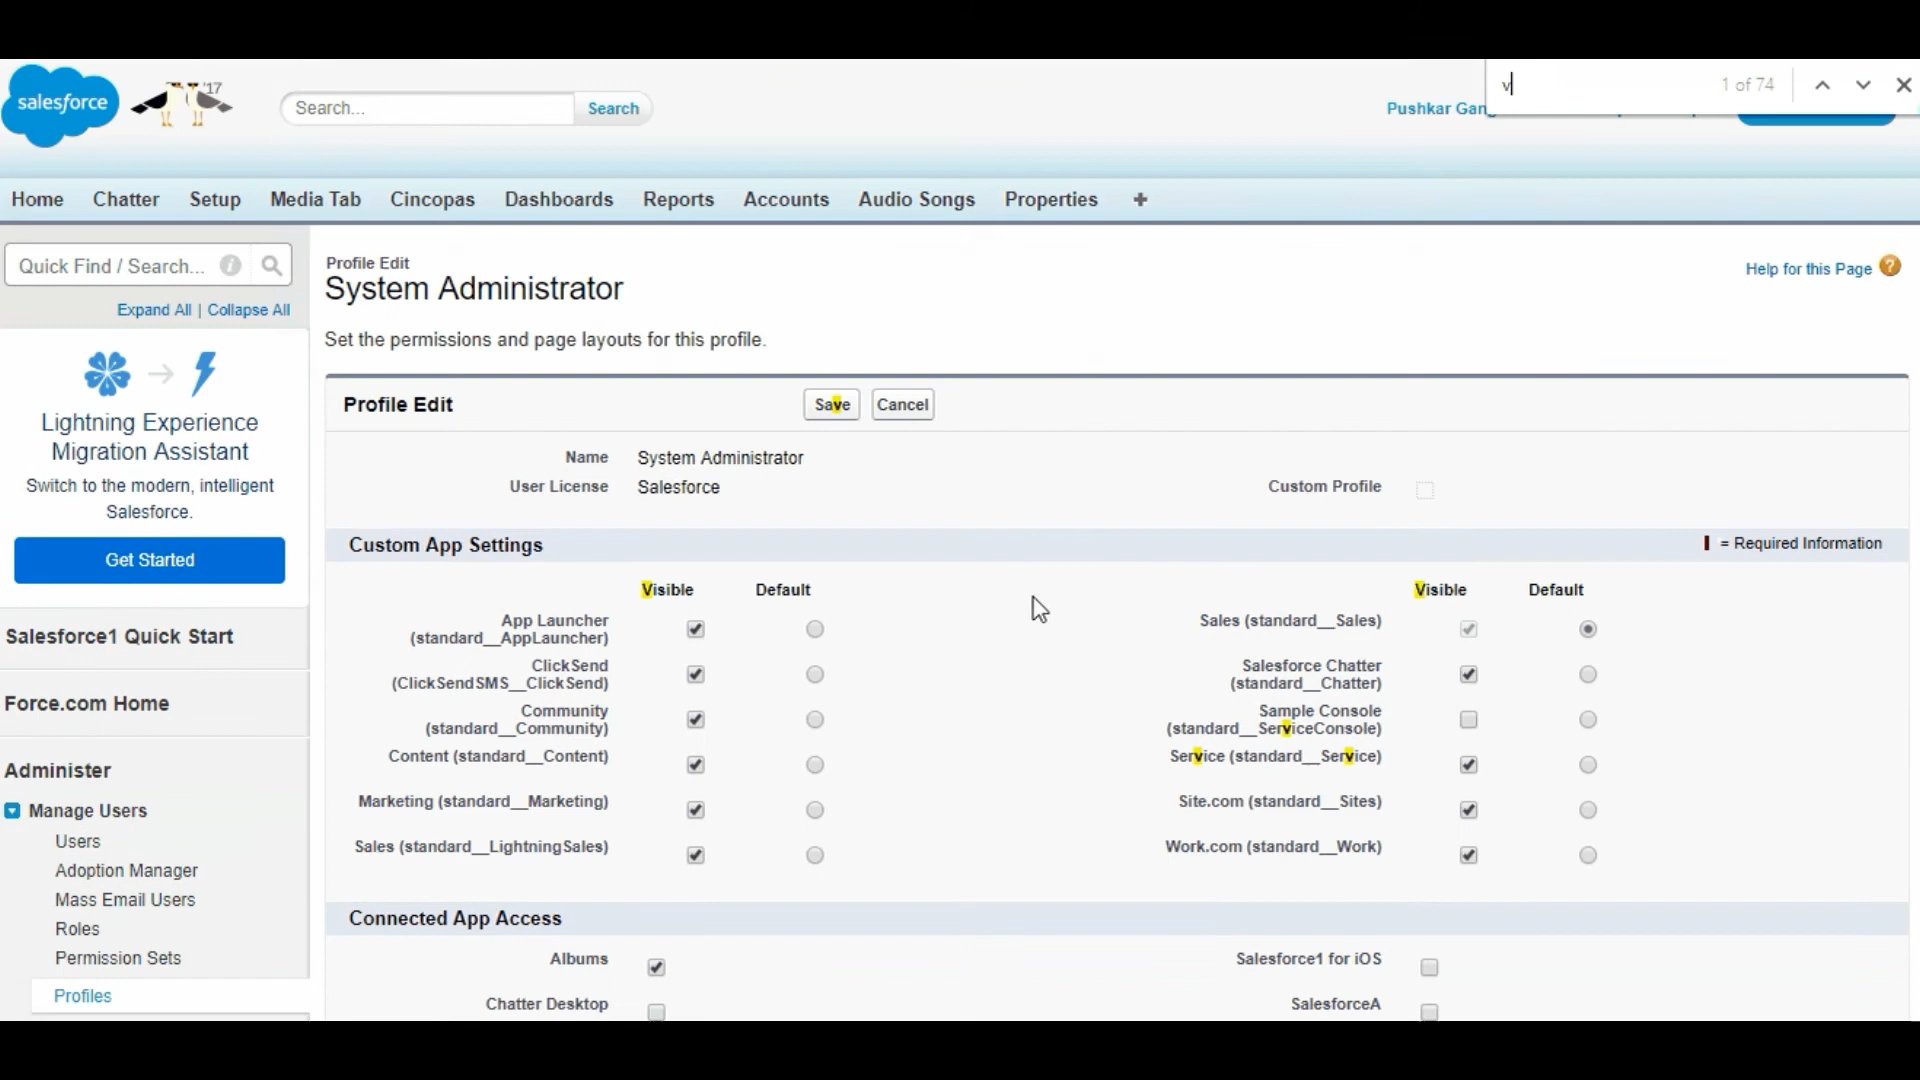 salesforce
'17
Search...
Search
Pushkar Gang
v
1 of 74
Home
Chatter
Setup
Media Tab
Cincopas
Dashboards
Reports
Accounts
Audio Songs
Properties
+
Quick Find / Search...
Expand All | Collapse All
Lightning Experience
Migration Assistant
Switch to the modern, intelligent
Salesforce.
Get Started
Salesforce1 Quick Start
Force.com Home
Administer
Manage Users
Users
Adoption Manager
Mass Email Users
Roles
Permission Sets
Profiles
Profile Edit
System Administrator
Help for this Page ?
Set the permissions and page layouts for this profile.
Profile Edit
Save
Cancel
Name System Administrator
User License Salesforce
Custom Profile
Custom App Settings
= Required Information
Visible Default
App Launcher
(standard__AppLauncher)
ClickSend
(ClickSendSMS__ClickSend)
Community
(standard__Community)
Content (standard__Content)
Marketing (standard__Marketing)
Sales (standard__LightningSales)
Visible Default
Sales (standard__Sales)
Salesforce Chatter
(standard__Chatter)
Sample Console
(standard__ServiceConsole)
Service (standard__Service)
Site.com (standard__Sites)
Work.com (standard__Work)
Connected App Access
Albums
Salesforce1 for iOS
Chatter Desktop
SalesforceA